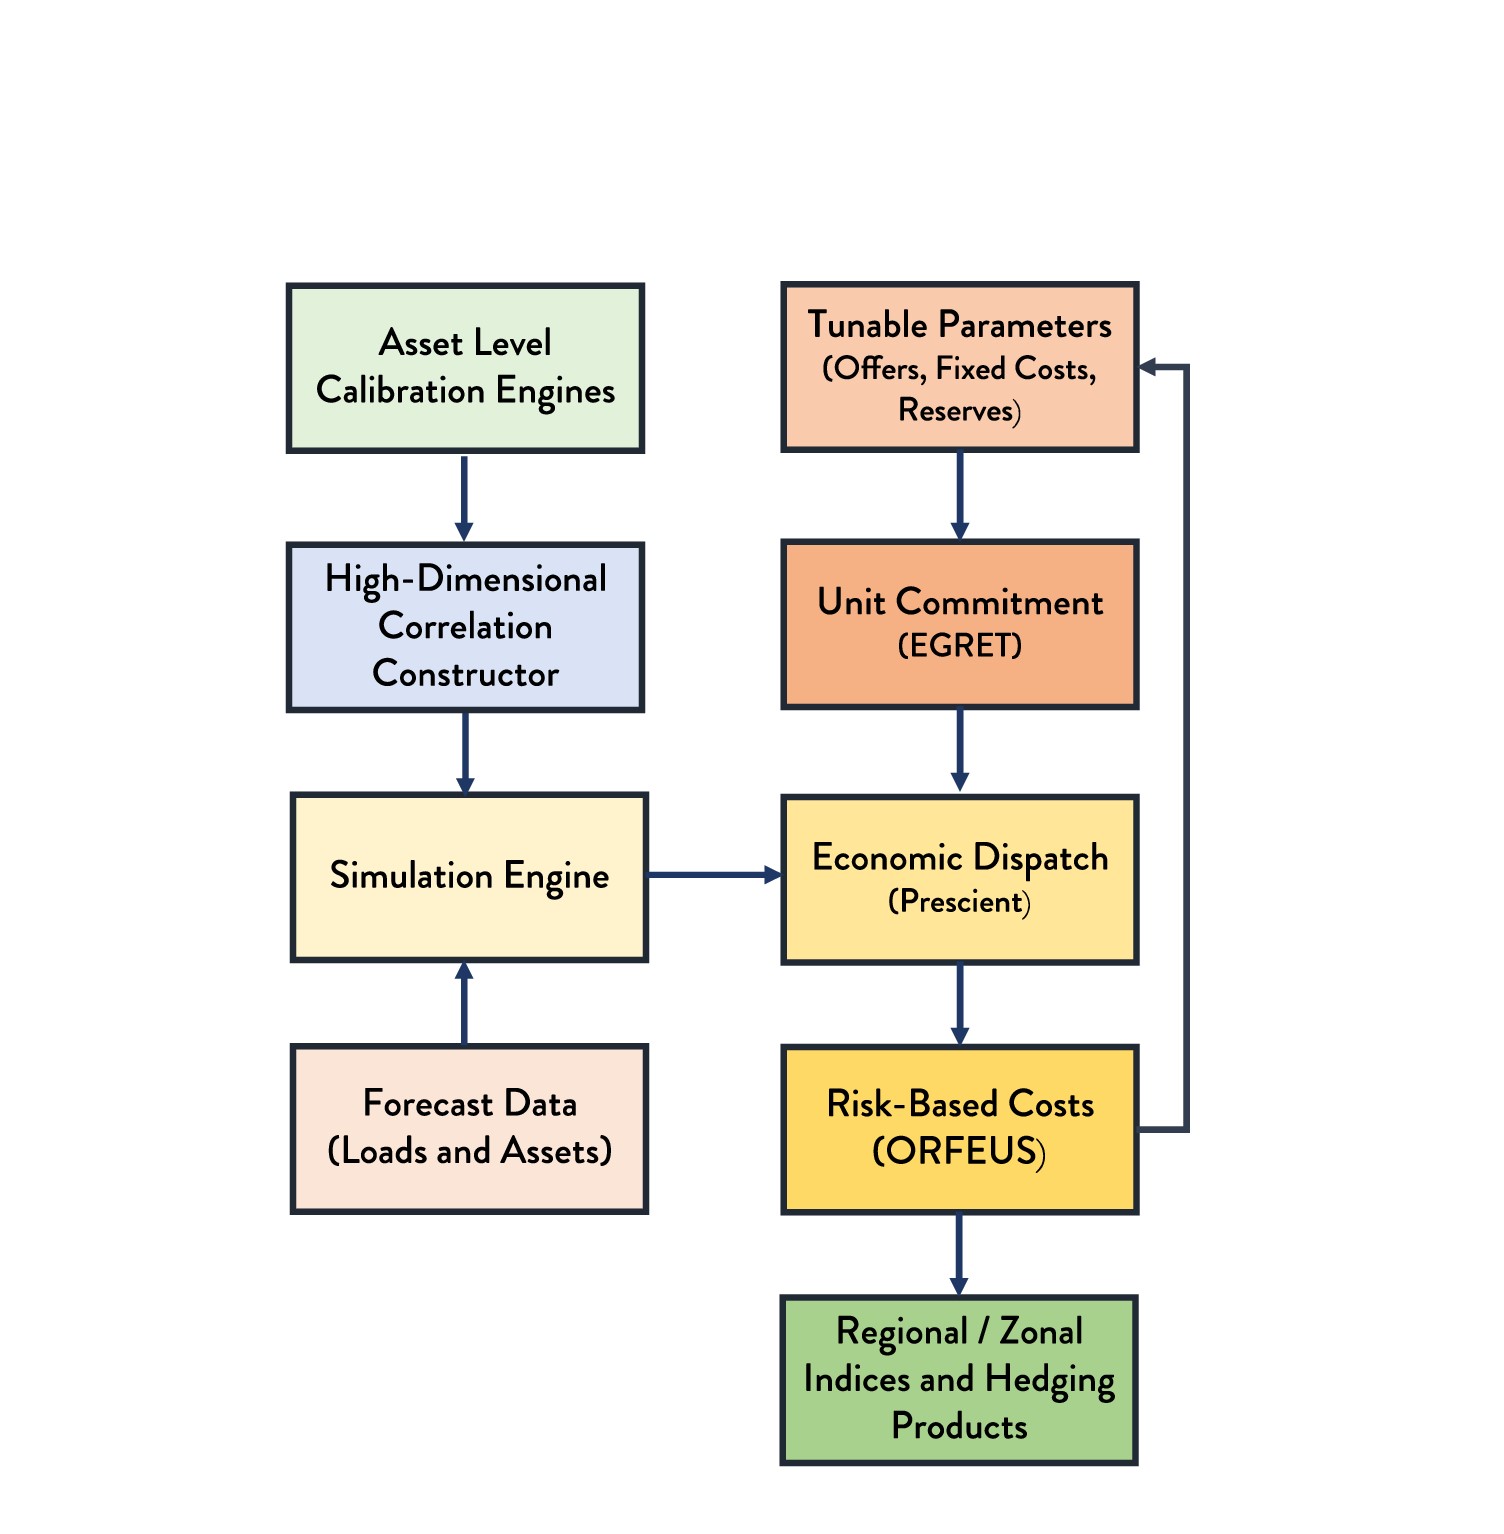 Asset Level
Calibration Engines
High-Dimensional
Correlation
Constructor
Simulation Engine
Forecast Data
(Loads and Assets)
Tunable Parameters
(Offers, Fixed Costs,
Reserves)
Unit Commitment
(EGRET)
Economic Dispatch
(Prescient)
Risk-Based Costs
(ORFEUS)
Regional / Zonal
Indices and Hedging
Products